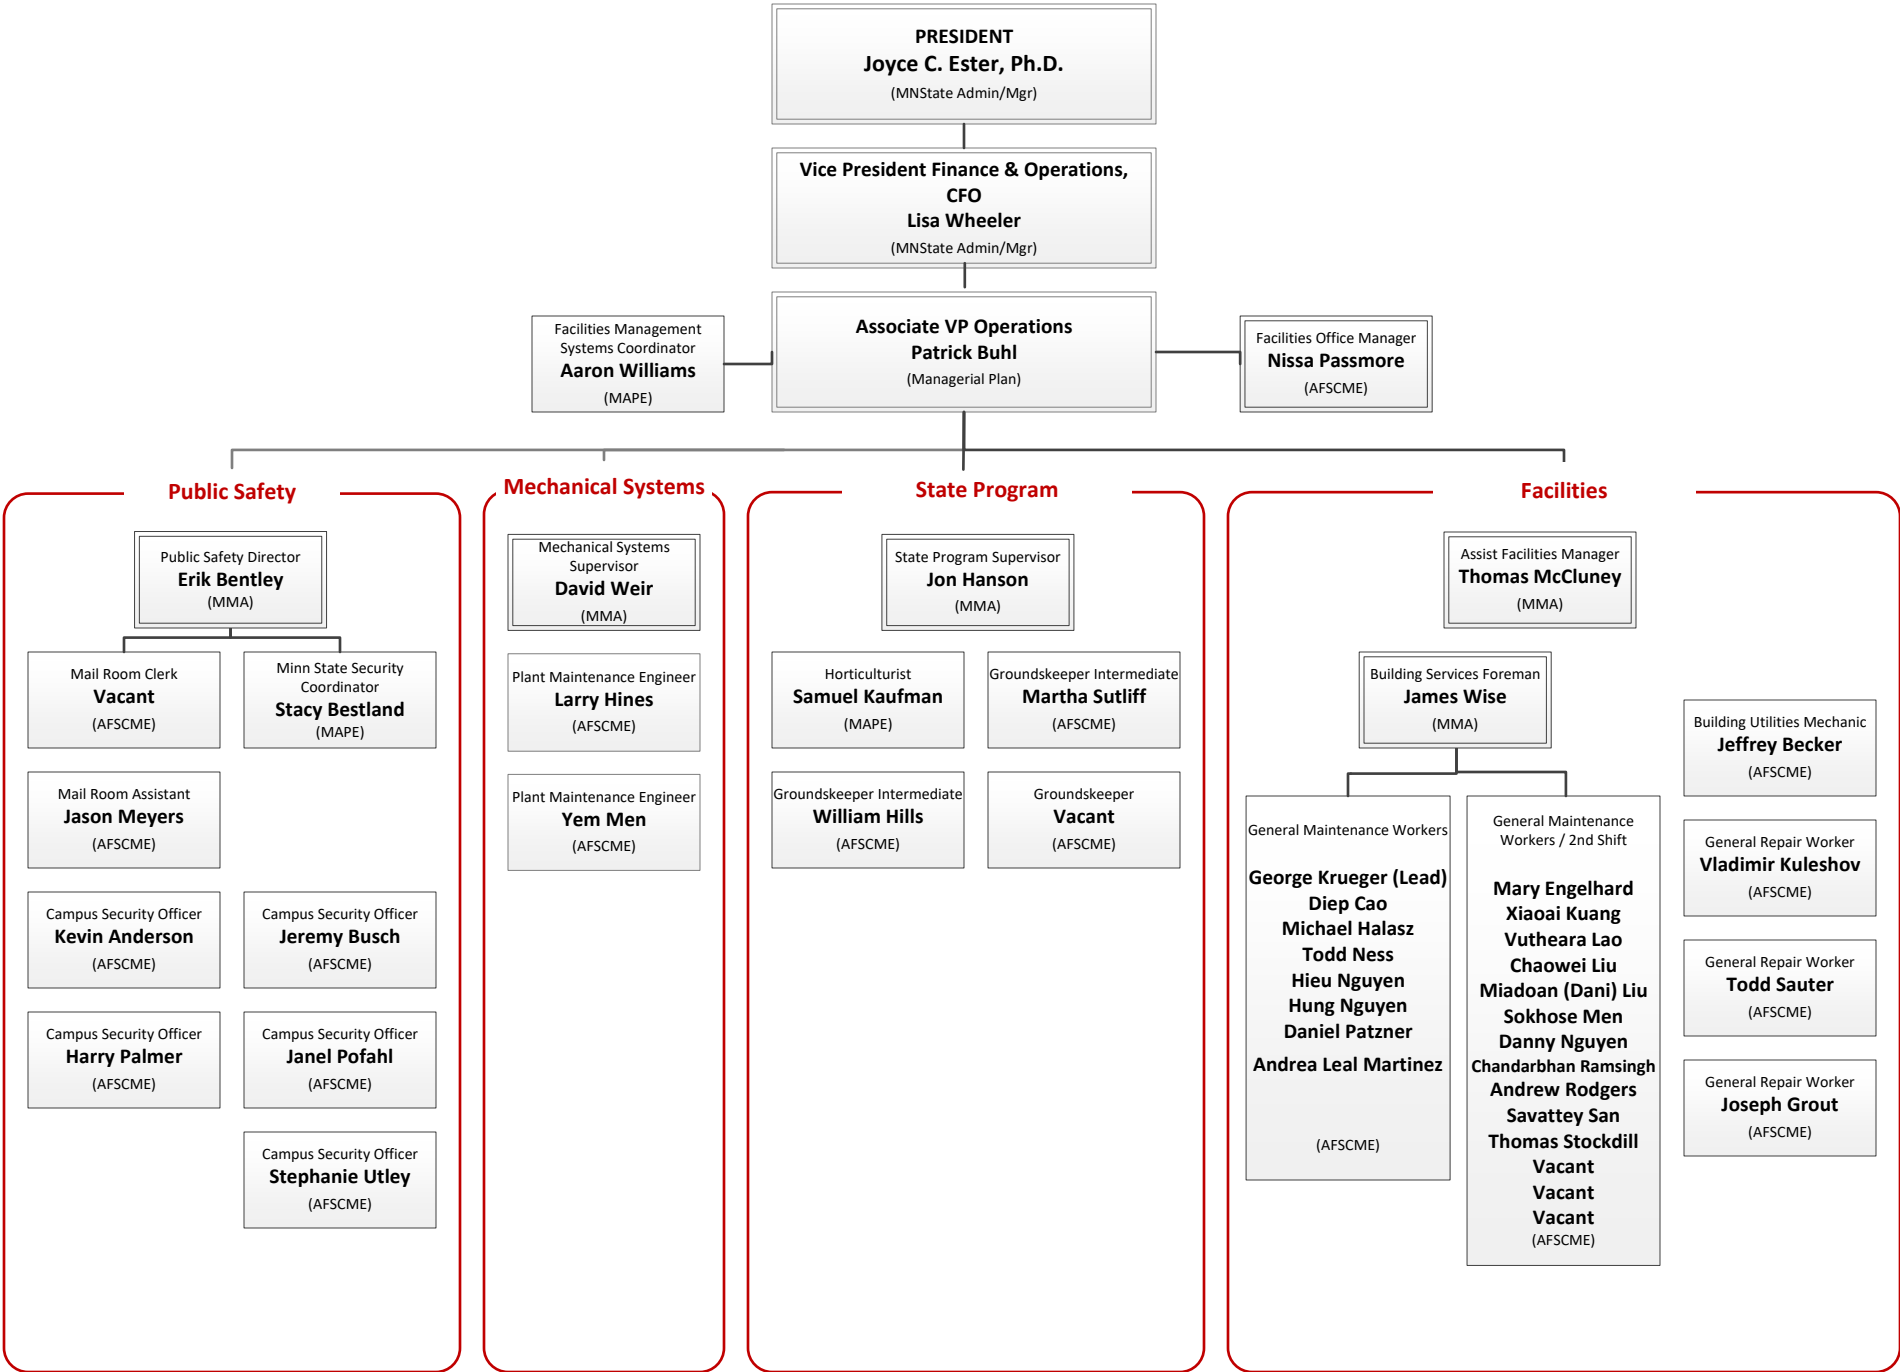 PRESIDENT
Joyce C. Ester, Ph.D.
(MNState Admin/Mgr)
Vice President Finance & Operations,
CFO
Lisa Wheeler
(MNState Admin/Mgr)
Facilities Management
Systems Coordinator
Aaron Williams
(MAPE)
Associate VP Operations
Patrick Buhl
(Managerial Plan)
Facilities Office Manager
Nissa Passmore
(AFSCME)
Public Safety
Public Safety Director
Erik Bentley
(MMA)
Mail Room Clerk
Vacant
(AFSCME)
Minn State Security
Coordinator
Stacy Bestland
(MAPE)
Mail Room Assistant
Jason Meyers
(AFSCME)
Campus Security Officer
Kevin Anderson
(AFSCME)
Campus Security Officer
Jeremy Busch
(AFSCME)
Campus Security Officer
Harry Palmer
(AFSCME)
Campus Security Officer
Janel Pofahl
(AFSCME)
Campus Security Officer
Stephanie Utley
(AFSCME)
Mechanical Systems
Mechanical Systems
Supervisor
David Weir
(MMA)
Plant Maintenance Engineer
Larry Hines
(AFSCME)
Plant Maintenance Engineer
Yem Men
(AFSCME)
State Program
State Program Supervisor
Jon Hanson
(MMA)
Horticulturist
Samuel Kaufman
(MAPE)
Groundskeeper Intermediate
Martha Sutliff
(AFSCME)
Groundskeeper Intermediate
William Hills
(AFSCME)
Groundskeeper
Vacant
(AFSCME)
Facilities
Assist Facilities Manager
Thomas McCluney
(MMA)
Building Services Foreman
James Wise
(MMA)
General Maintenance Workers
George Krueger (Lead)
Diep Cao
Michael Halasz
Todd Ness
Hieu Nguyen
Hung Nguyen
Daniel Patzner
Andrea Leal Martinez
(AFSCME)
General Maintenance
Workers / 2nd Shift
Mary Engelhard
Xiaoai Kuang
Vutheara Lao
Chaowei Liu
Miadoan (Dani) Liu
Sokhose Men
Danny Nguyen
Chandarbhan Ramsingh
Andrew Rodgers
Savattey San
Thomas Stockdill
Vacant
Vacant
Vacant
(AFSCME)
Building Utilities Mechanic
Jeffrey Becker
(AFSCME)
General Repair Worker
Vladimir Kuleshov
(AFSCME)
General Repair Worker
Todd Sauter
(AFSCME)
General Repair Worker
Joseph Grout
(AFSCME)